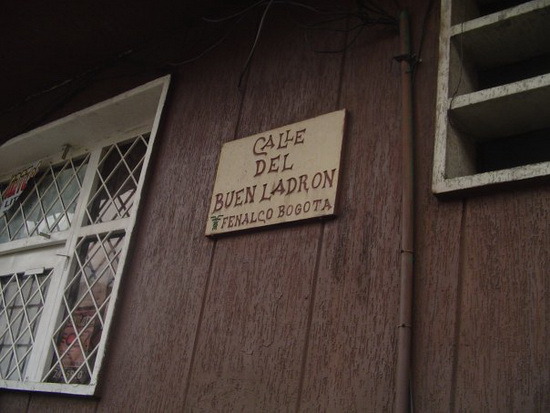 CALLE
DEL
BUEN LADRON
FENALCO BOGOTA